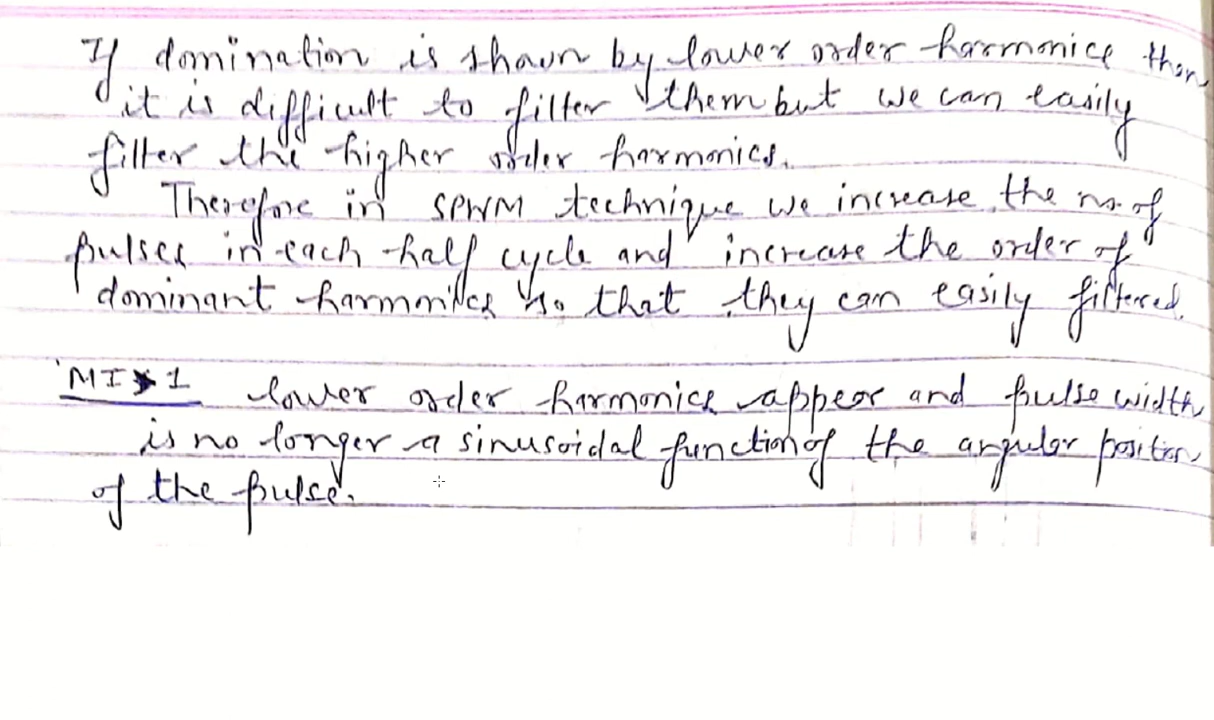 If domination is shown by lower order harmonice then
it is difficult to filter them but we can easily
filter the higher order harmonics.
Therefore in SPWM technique we increase the no. of
pulses in each half cycle and increase the order of
dominant harmonics so that they can easily filtered.
MI > 1 lower order harmonics appear and pulse width
is no longer a sinusoidal function of the angular position
of the pulse.